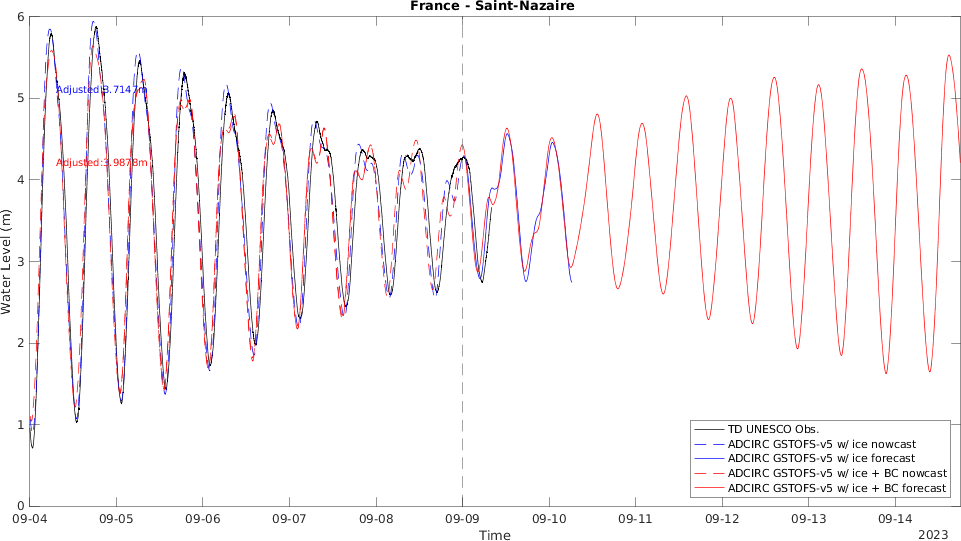 France - Saint-Nazaire
6
5
4
3
2
1
0
Water Level (m)
Adjusted:3.7147m
Adjusted:3.9878m
TD UNESCO Obs.
ADCIRC GSTOFS-v5 w/ ice nowcast
ADCIRC GSTOFS-v5 w/ ice forecast
ADCIRC GSTOFS-v5 w/ ice + BC nowcast
ADCIRC GSTOFS-v5 w/ ice + BC forecast
09-04 09-05 09-06 09-07 09-08 09-09 09-10 09-11 09-12 09-13 09-14
Time
2023